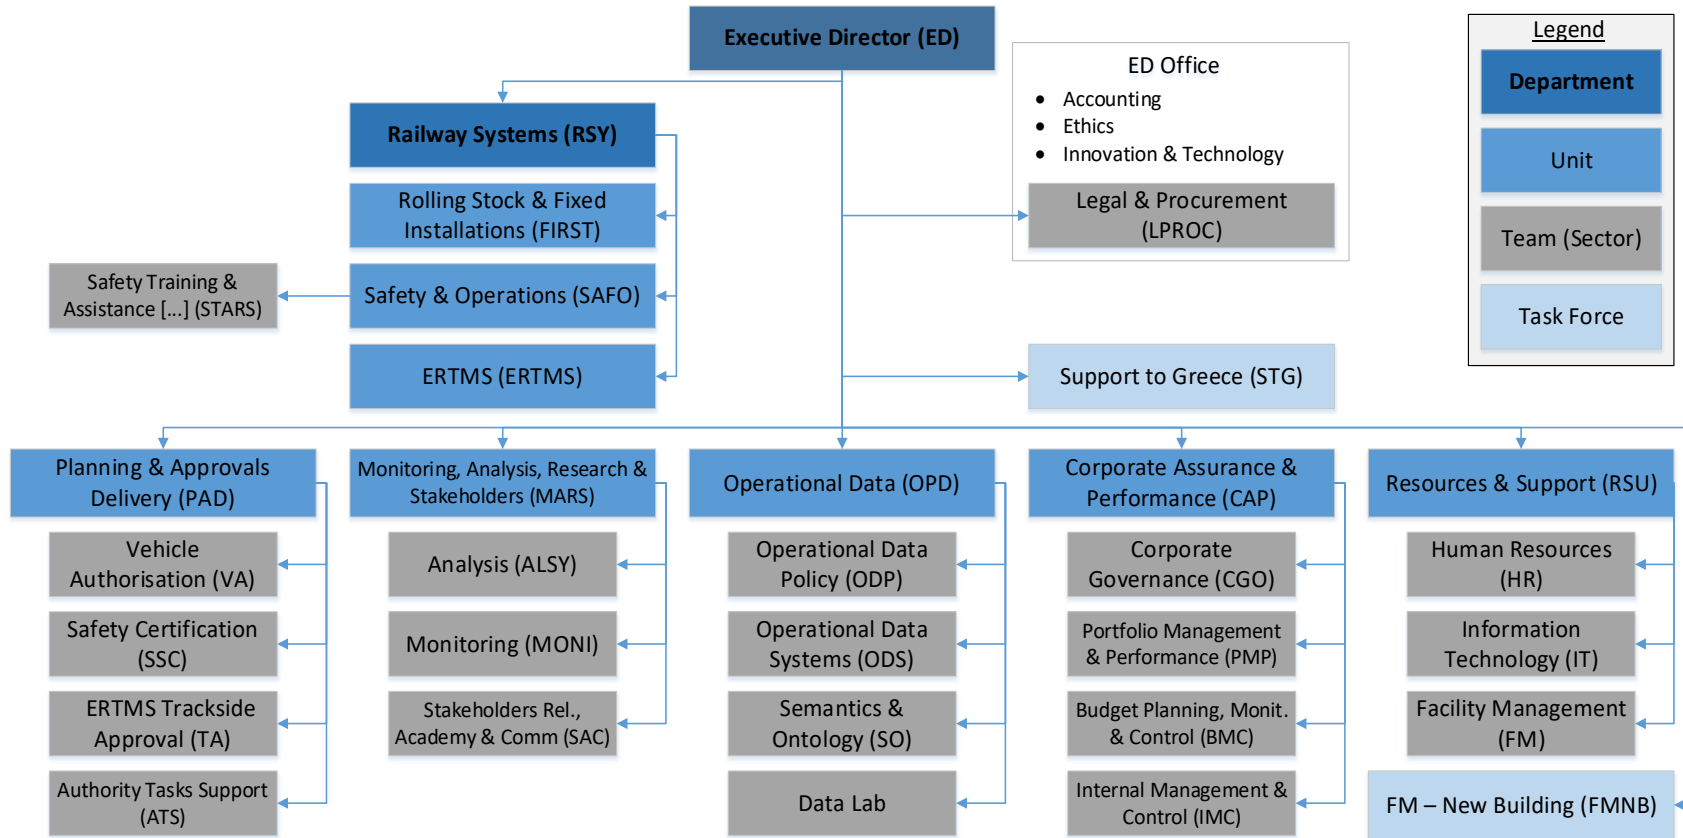 Executive Director (ED)
ED Office
• Accounting
• Ethics
• Innovation & Technology
Legal & Procurement
(LPROC)
Legend
Department
Unit
Team (Sector)
Task Force
Railway Systems (RSY)
Rolling Stock & Fixed
Installations (FIRST)
Safety Training &
Assistance [...] (STARS)
Safety & Operations (SAFO)
ERTMS (ERTMS)
Support to Greece (STG)
Planning & Approvals
Delivery (PAD)
Vehicle
Authorisation (VA)
Safety Certification
(SSC)
ERTMS Trackside
Approval (TA)
Authority Tasks Support
(ATS)
Monitoring, Analysis, Research &
Stakeholders (MARS)
Analysis (ALSY)
Monitoring (MONI)
Stakeholders Rel.,
Academy & Comm (SAC)
Operational Data (OPD)
Operational Data
Policy (ODP)
Operational Data
Systems (ODS)
Semantics &
Ontology (SO)
Data Lab
Corporate Assurance &
Performance (CAP)
Corporate
Governance (CGO)
Portfolio Management
& Performance (PMP)
Budget Planning, Monit.
& Control (BMC)
Internal Management &
Control (IMC)
Resources & Support (RSU)
Human Resources
(HR)
Information
Technology (IT)
Facility Management
(FM)
FM – New Building (FMNB)